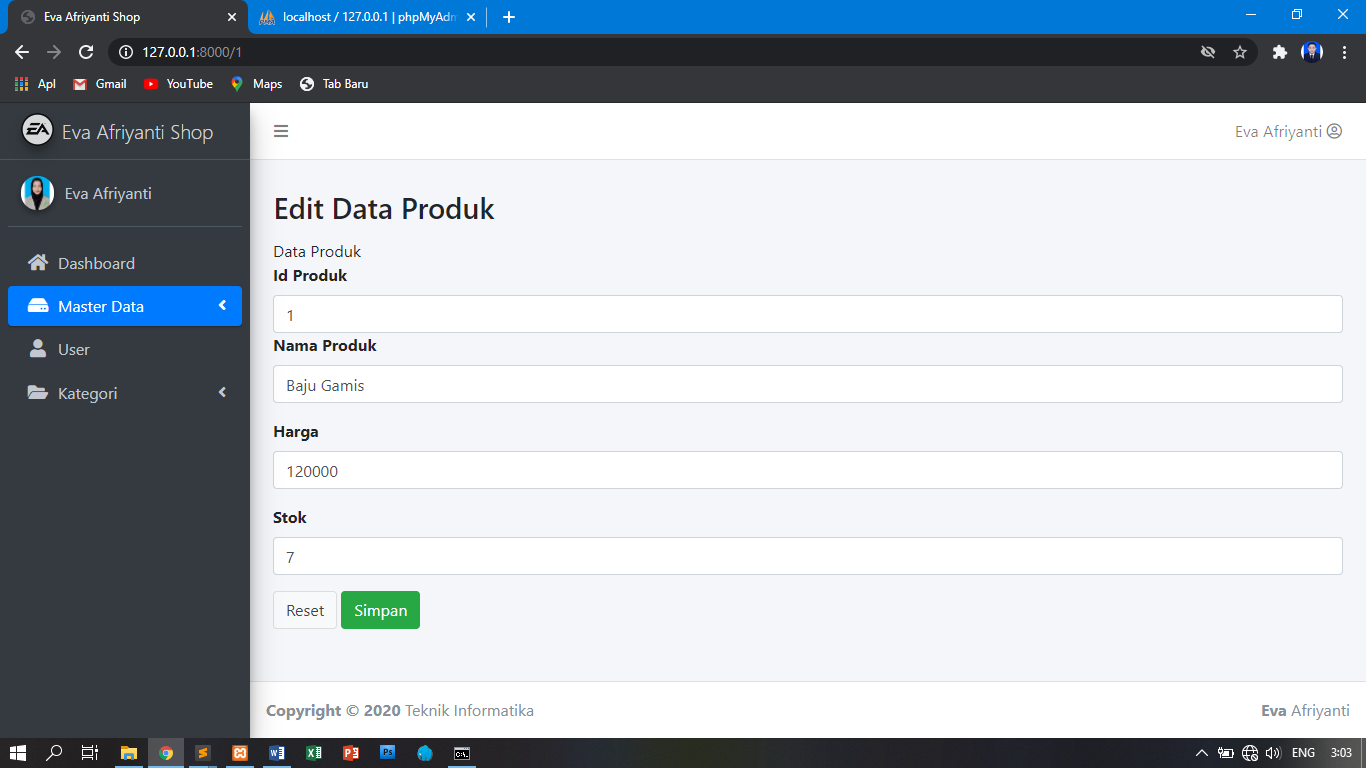 Eva Afriyanti Shop
localhost / 127.0.0.1 | phpMyAdm
127.0.0.1:8000/1
Apl
Gmail
YouTube
Maps
Tab Baru
EA
Eva Afriyanti Shop
Eva Afriyanti
Eva Afriyanti
Dashboard
Master Data
User
Kategori
Edit Data Produk
Data Produk
Id Produk
1
Nama Produk
Baju Gamis
Harga
120000
Stok
7
Reset
Simpan
Copyright © 2020 Teknik Informatika
Eva Afriyanti
ENG
3:03